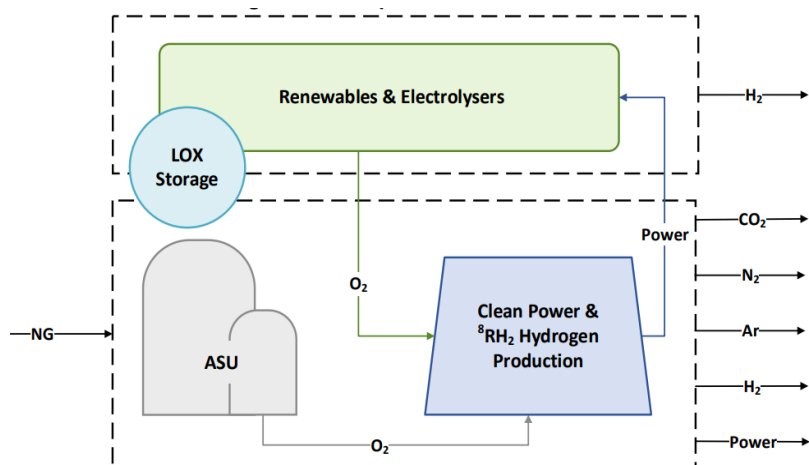 Renewables & Electrolysers
H₂
LOX
Storage
CO₂
Power
N₂
O₂
Clean Power &
⁸RH₂ Hydrogen
Production
NG
Ar
ASU
H₂
O₂
Power